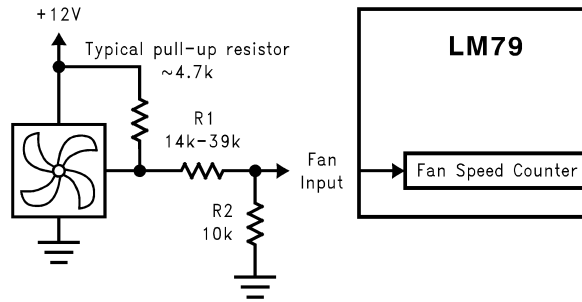 +12V
Typical pull-up resistor
~4.7k
R1
14k-39k
Fan
Input
R2
10k
LM79
Fan Speed Counter